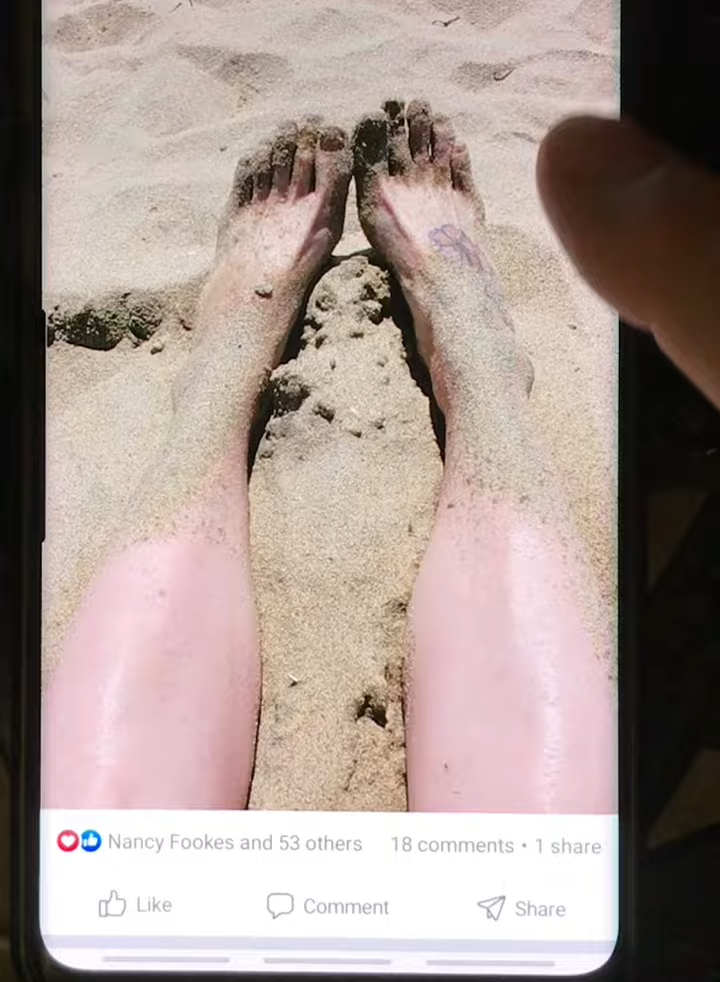 Nancy Fookes and 53 others 18 comments • 1 share
Like Comment Share